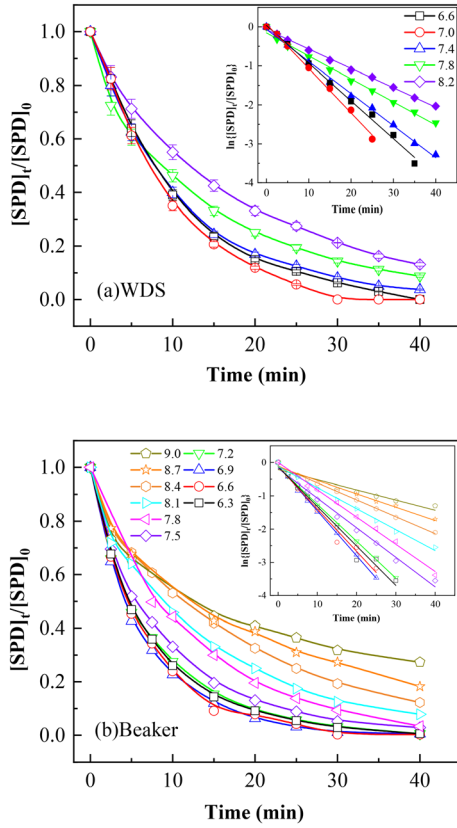 (a)
1.0
0.8
0.6
0.4
0.2
0.0
[SPD]t/[SPD]0
0 10 20 30 40
Time (min)
(a)WDS
0
-1
-2
-3
-4
ln{[SPD]t/[SPD]0}
0 10 20 30 40
Time (min)
6.6
7.0
7.4
7.8
8.2
(b)
1.0
0.8
0.6
0.4
0.2
0.0
[SPD]t/[SPD]0
0 10 20 30 40
Time (min)
(b)Beaker
9.0 7.2
8.7 6.9
8.4 6.6
8.1 6.3
7.8
7.5
0
-1
-2
-3
-4
ln{[SPD]t/[SPD]0}
0 10 20 30 40
Time (min)